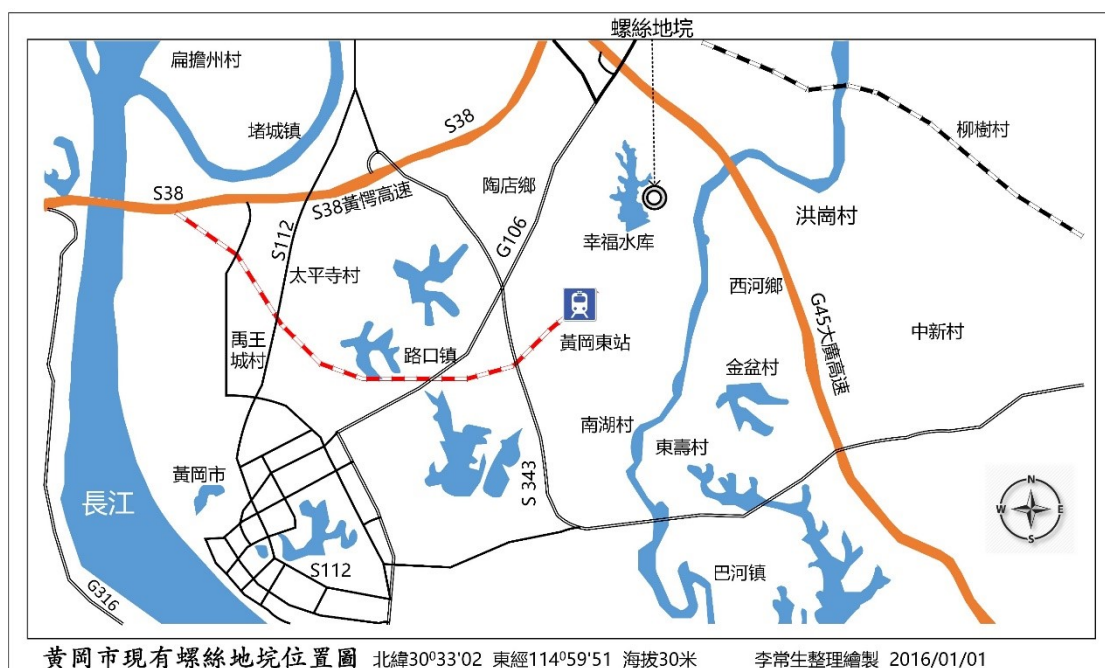 螺絲地垸
扁擔州村
堵城镇
S38
柳樹村
陶店鄉
S38
S38黃愕高速
洪崗村
S112
G106
幸福水库
太平寺村
西河鄉
G45大廣高速
禹王
城村
路口镇
黃岡東站
中新村
金盆村
南湖村
東壽村
黃岡市
S 343
長江
N
W
E
S
S112
巴河镇
G316
黃岡市現有螺絲地垸位置圖 北緯30⁰33'02 東經114⁰59'51 海拔30米 李常生整理繪製 2016/01/01